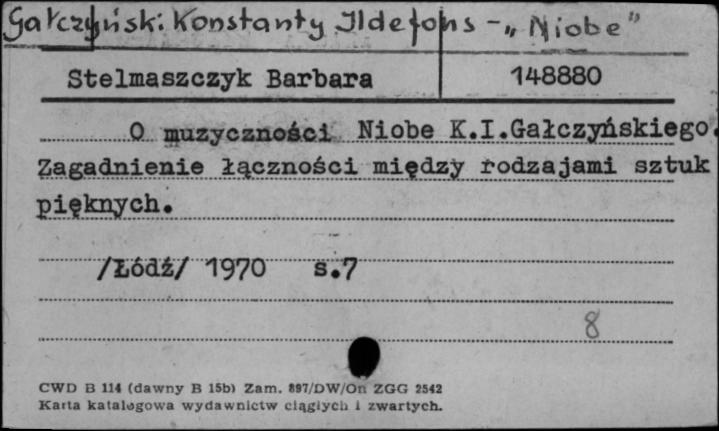 Gałczyński Konstanty Ildefons - „Niobe”
Stelmaszczyk Barbara 148880
O muzyczności Niobe K.I.Gałczyńskiego.
Zagadnienie łączności między rodzajami sztuk
pięknych.
/Łódź/ 1970 s.7
8
CWD B 114 (dawny B 15b) Zam. 897/DW/On ZGG 2542
Karta katalogowa wydawnictw ciągłych i zwartych.